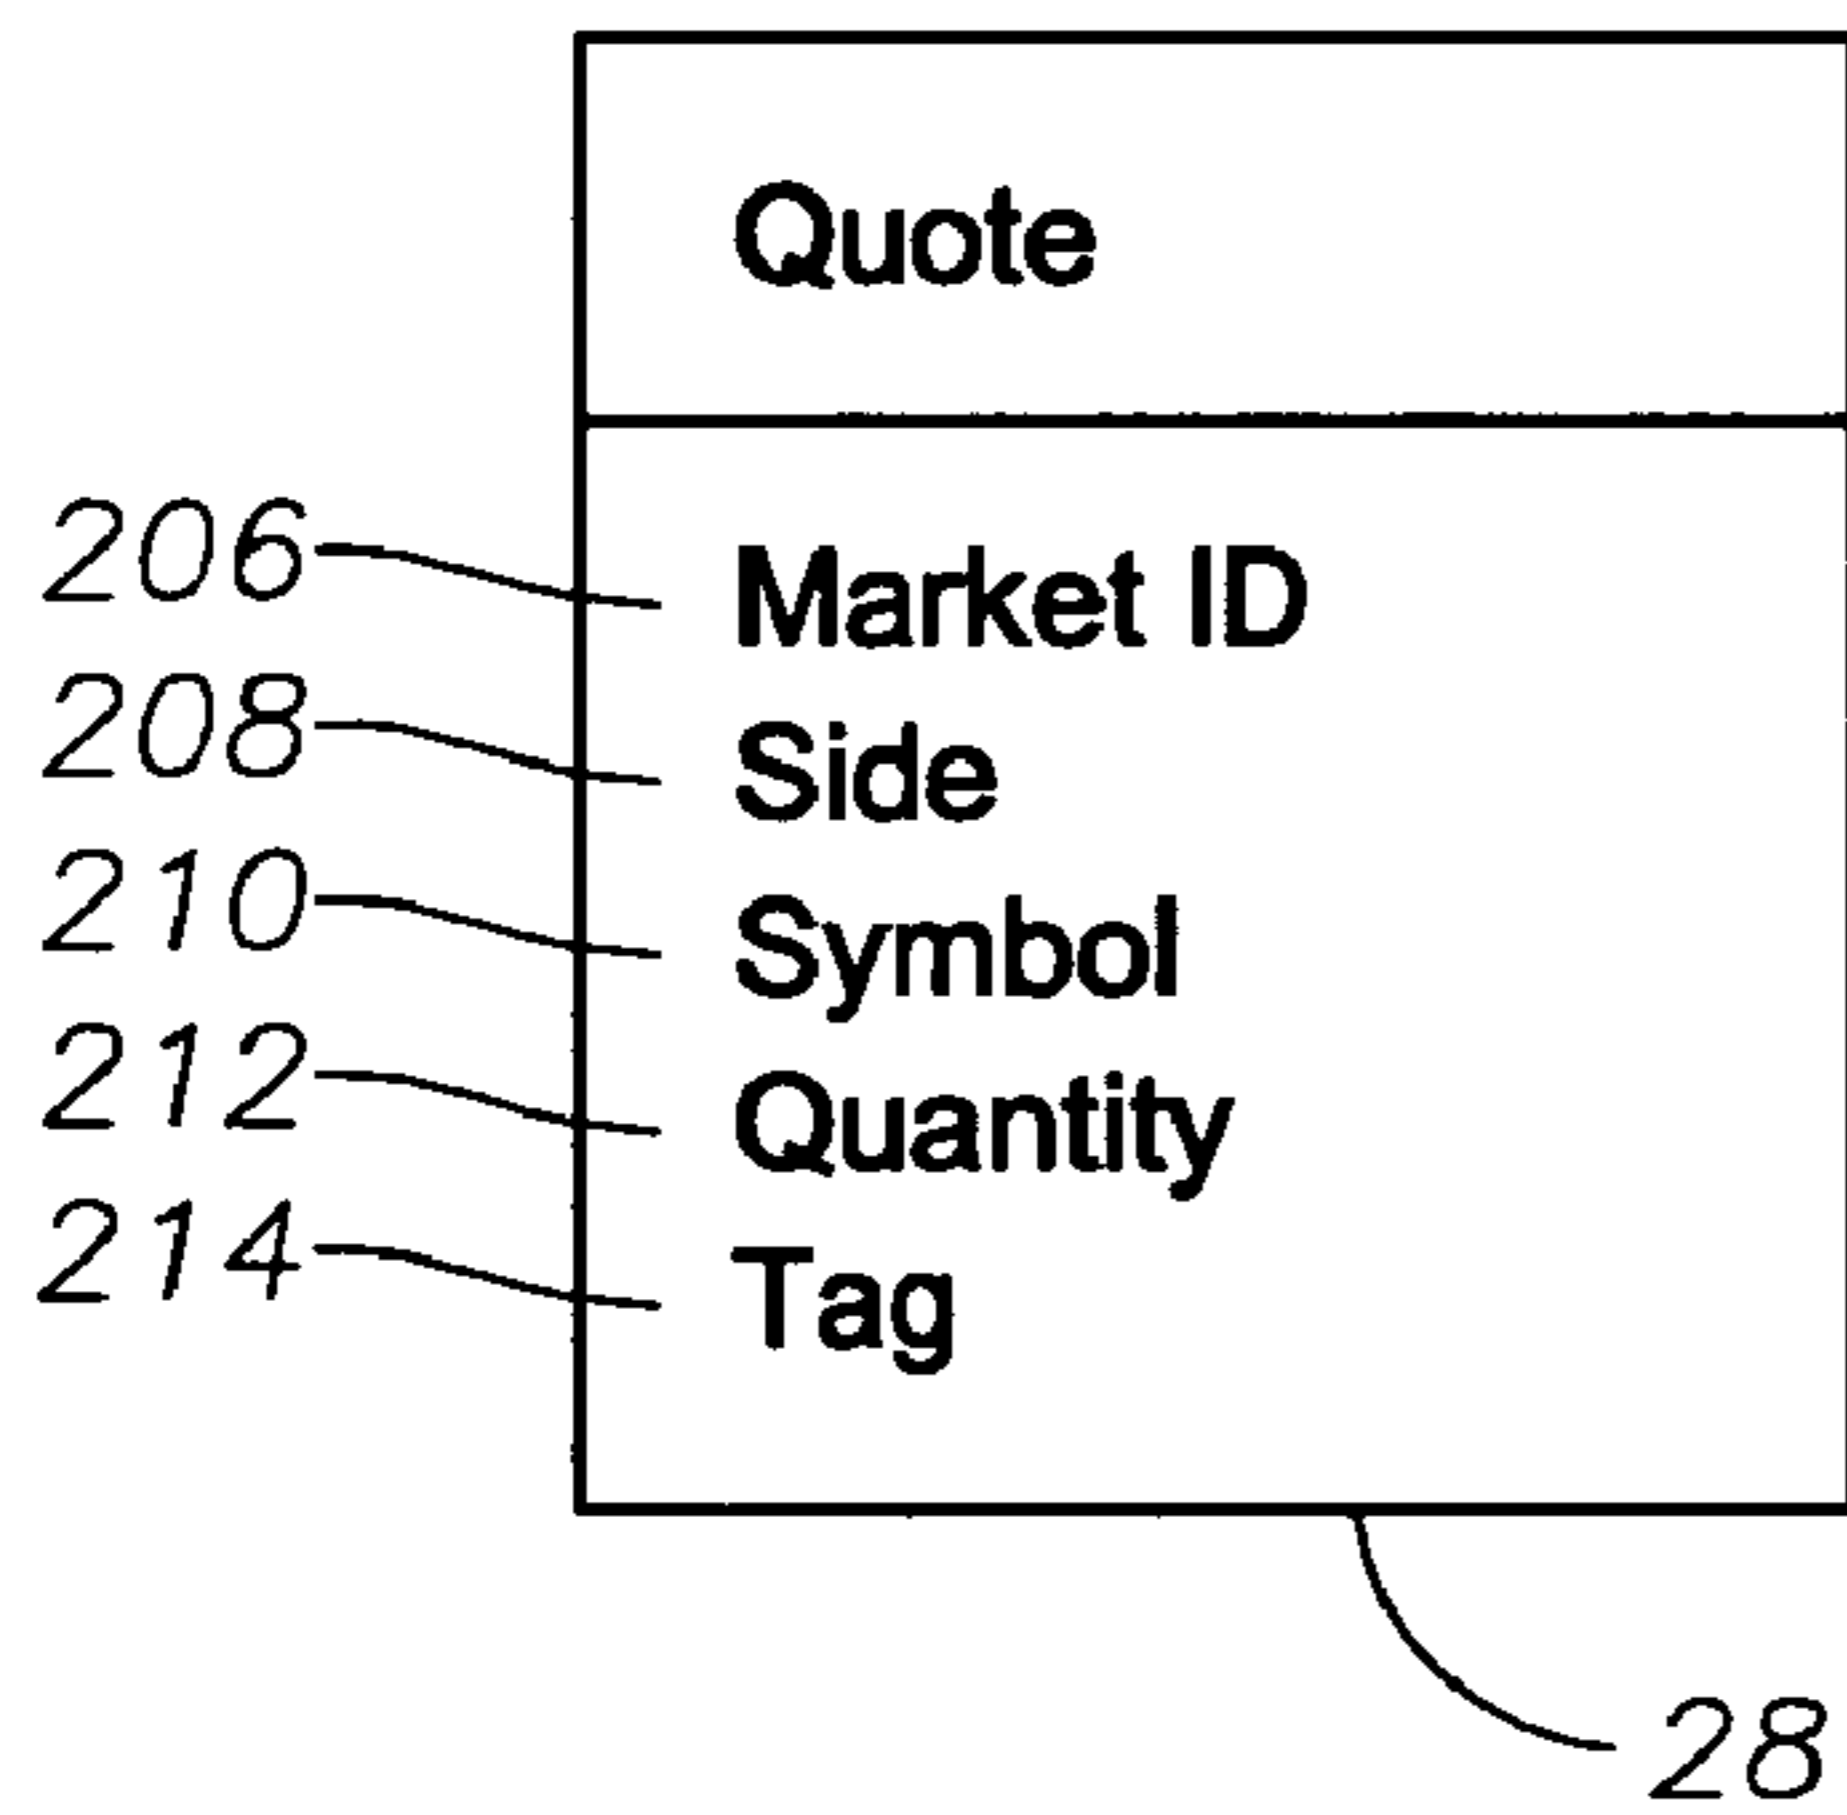 Quote
206 Market ID
208 Side
210 Symbol
212 Quantity
214 Tag
28